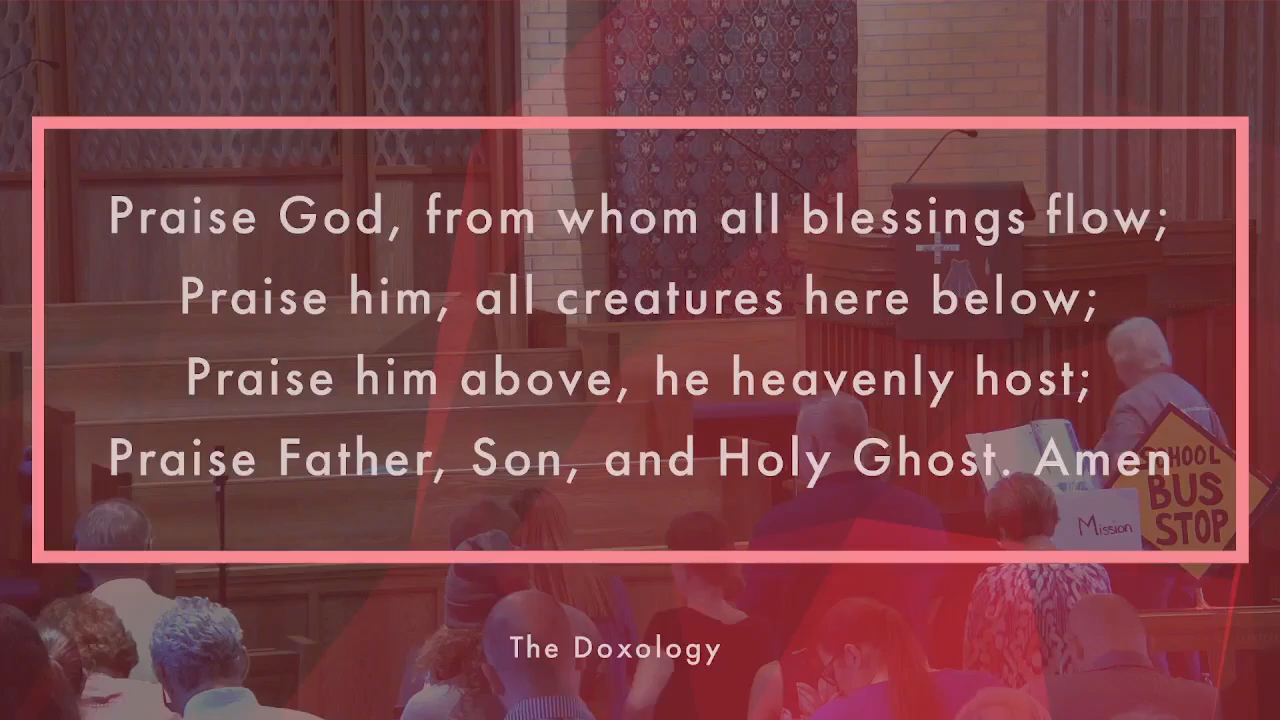 Praise God, from whom all blessings flow;
Praise him, all creatures here below;
Praise him above, he heavenly host;
Praise Father, Son, and Holy Ghost. Amen
SCHOOL
BUS
STOP
Mission
The Doxology